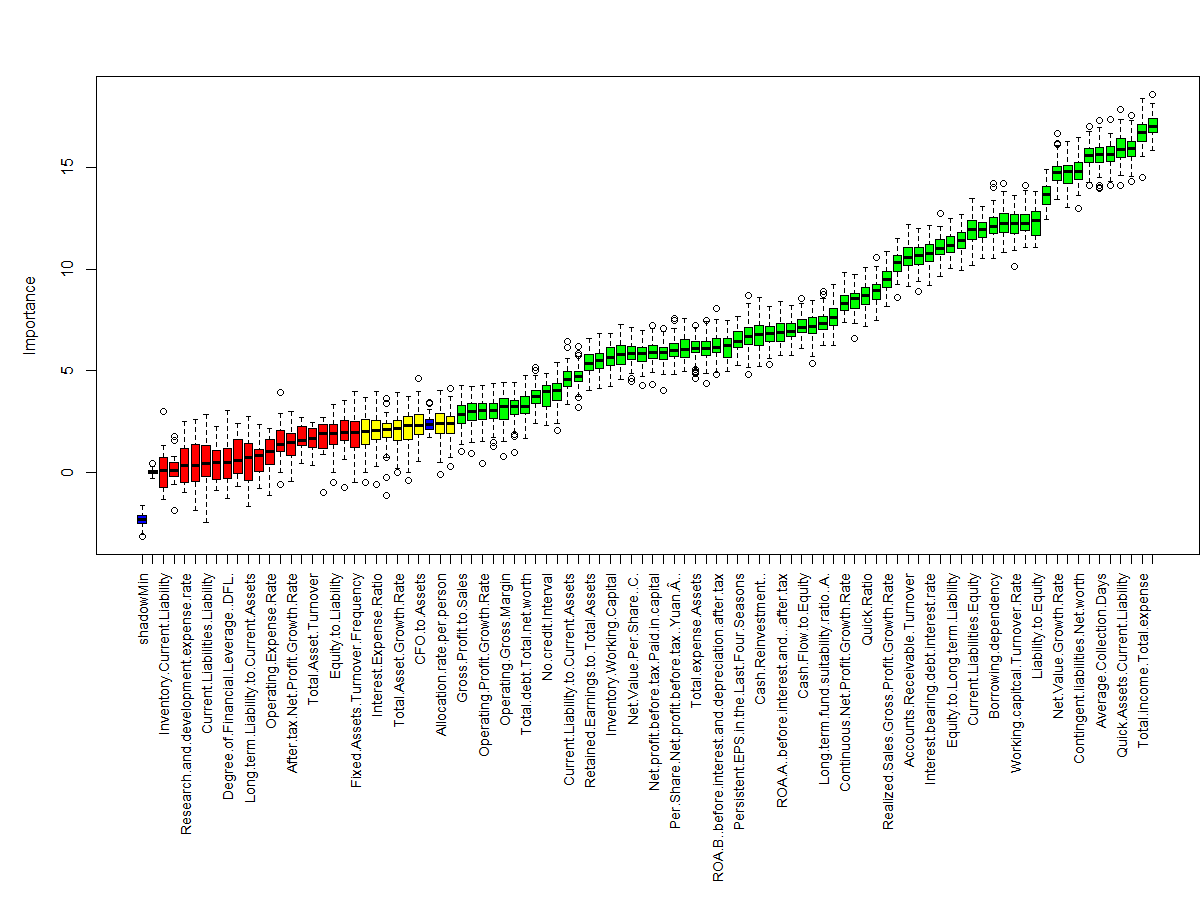 Importance
15
10
5
0
shadowMin
Inventory.Current.Liability
Research.and.development.expense.rate
Current.Liabilities.Liability
Degree.of.Financial.Leverage..DFL.
Long.term.Liability.to.Current.Assets
Operating.Expense.Rate
After.tax.Net.Profit.Growth.Rate
Total.Asset.Turnover
Equity.to.Liability
Fixed.Assets.Turnover.Frequency
Interest.Expense.Ratio
Total.Asset.Growth.Rate
CFO.to.Assets
Allocation.rate.per.person
Gross.Profit.to.Sales
Operating.Profit.Growth.Rate
Operating.Gross.Margin
Total.debt.Total.net.worth
No.credit.Interval
Current.Liability.to.Current.Assets
Retained.Earnings.to.Total.Assets
Inventory.Working.Capital
Net.Value.Per.Share..C.
Net.profit.before.tax.Paid.in.capital
Per.Share.Net.profit.before.tax..Yuan.Â..
Total.expense.Assets
ROA.B..before.interest.and.depreciation.after.tax
Persistent.EPS.in.the.Last.Four.Seasons
Cash.Reinvestment..
ROA.A..before.interest.and...after.tax
Cash.Flow.to.Equity
Long.term.fund.suitability.ratio..A.
Continuous.Net.Profit.Growth.Rate
Quick.Ratio
Realized.Sales.Gross.Profit.Growth.Rate
Accounts.Receivable.Turnover
Interest.bearing.debt.interest.rate
Equity.to.Long.term.Liability
Current.Liabilities.Equity
Borrowing.dependency
Working.capitcal.Turnover.Rate
Liability.to.Equity
Net.Value.Growth.Rate
Contingent.liabilities.Net.worth
Average.Collection.Days
Quick.Assets.Current.Liability
Total.income.Total.expense